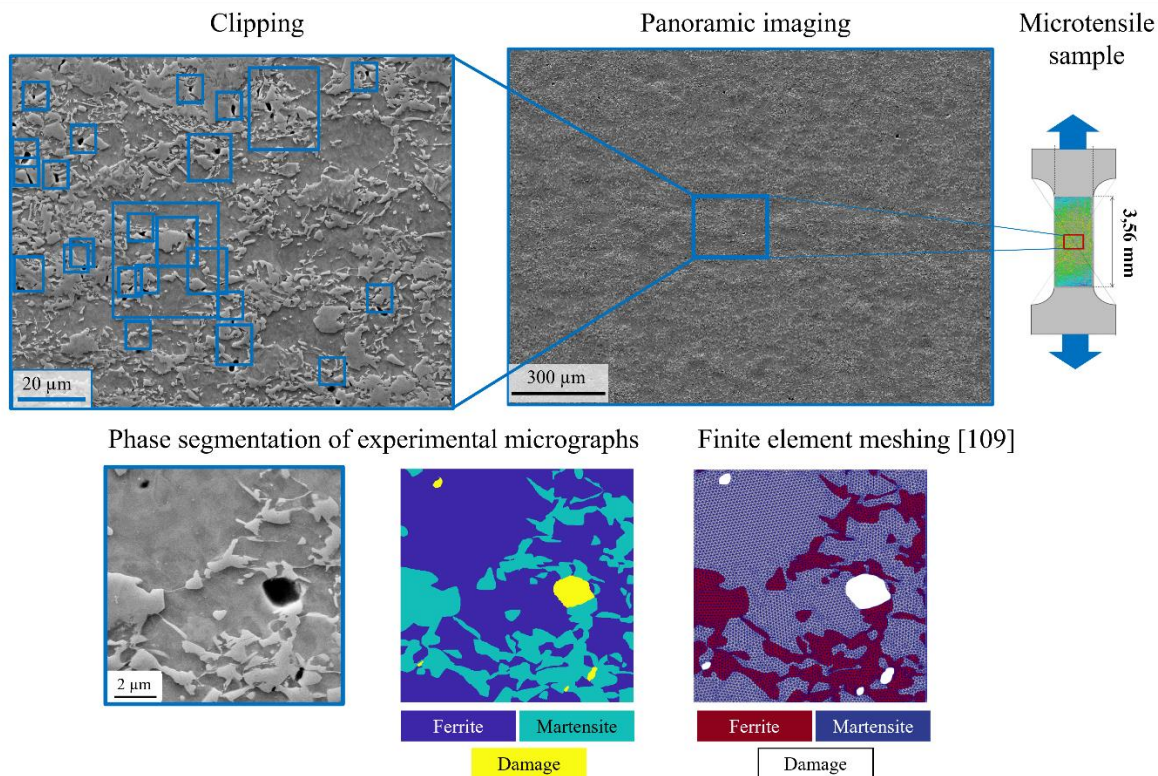 Clipping
Panoramic imaging
Microtensile
sample
20 µm
300 µm
3,56 mm
Phase segmentation of experimental micrographs
Finite element meshing [109]
2 µm
Ferrite
Martensite
Damage
Ferrite
Martensite
Damage